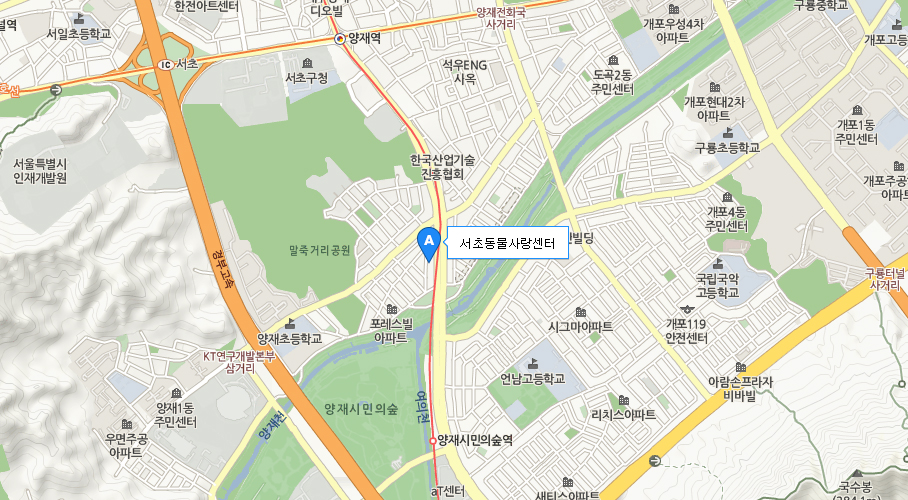 한전아트센터
디오빌
양재전화국
사거리
구룡중학교
개포우성4차
아파트
서일초등학교
양재역
개포고등
IC 서초
서초구청
석우ENG
사옥
도곡2동
주민센터
개포현대2차
아파트
개포1동
주민센터
구룡초등학교
서울특별시
인재개발원
한국산업기술
진흥협회
개포주공
아파트
개포4동
주민센터
말죽거리공원
A
서초동물사랑센터
빌딩
경부고속
국립국악
고등학교
구룡터널
사거리
포레스빌
아파트
양재초등학교
시그마아파트
개포119
안전센터
KT연구개발본부
삼거리
언남고등학교
아람손프라자
비바빌
양재1동
주민센터
양재시민의숲
여의천
리치스아파트
양재천
우면주공
아파트
양재시민의숲역
aT센터
새티스아파트
국수봉